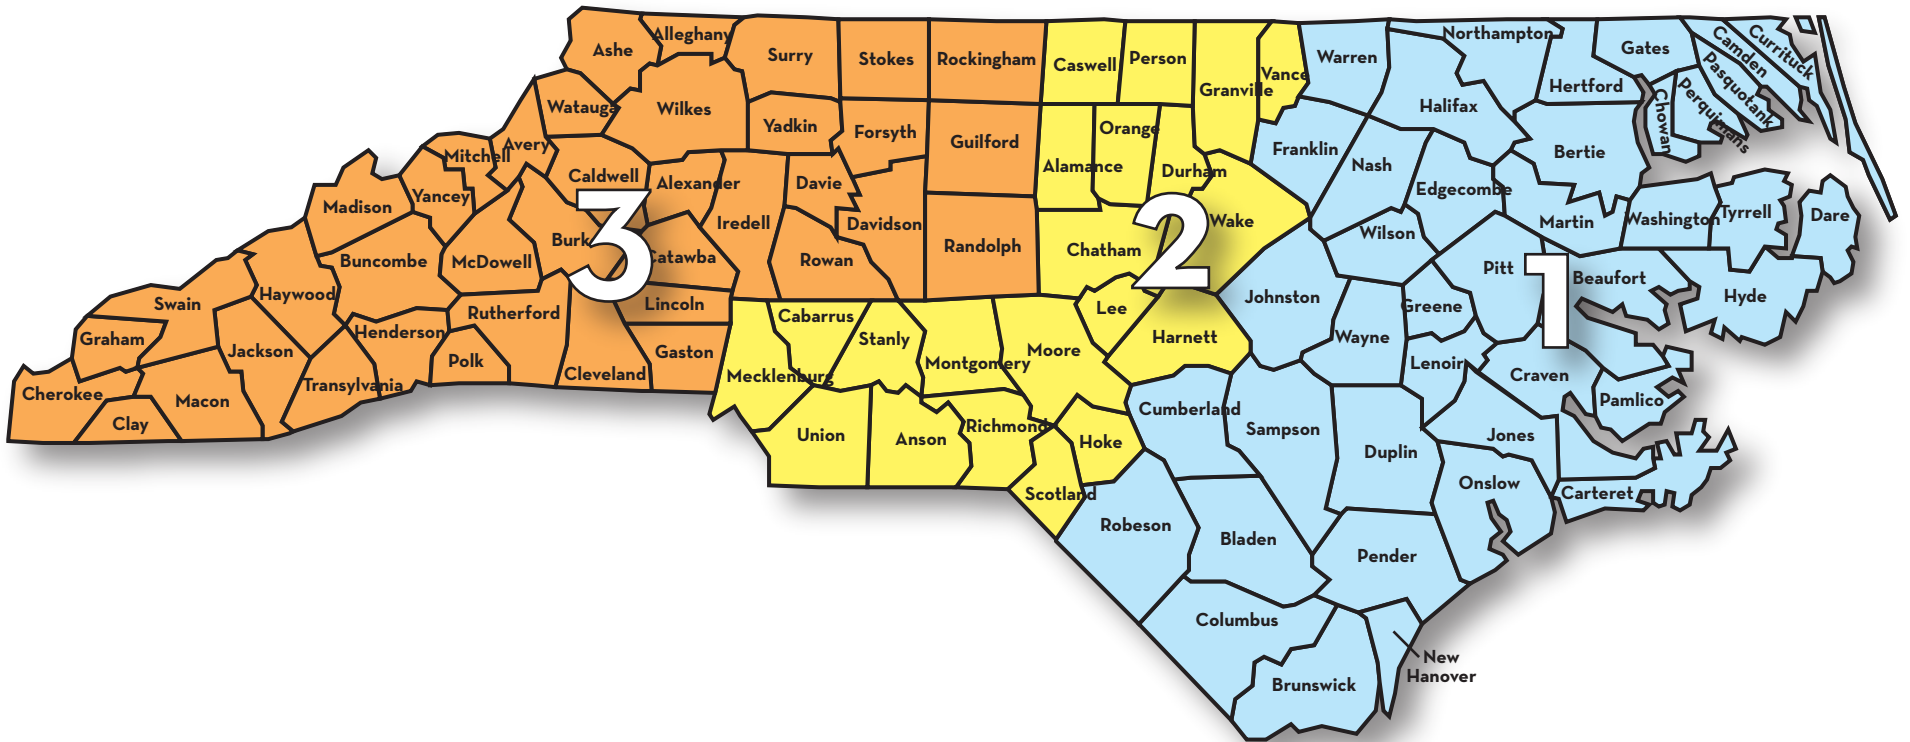 Ashe
Alleghany
Surry
Stokes
Rockingham
Caswell
Person
Granville
Vance
Warren
Northampton
Gates
Camden
Currituck
Pasquotank
Perquimans
Chowan
Hertford
Halifax
Watauga
Wilkes
Yadkin
Forsyth
Guilford
Alamance
Orange
Durham
Franklin
Nash
Edgecombe
Bertie
Mitchell
Avery
Caldwell
Alexander
Iredell
Davie
Davidson
Randolph
Chatham
Wake
Wilson
Martin
Washington
Tyrrell
Dare
Madison
Yancey
Buncombe
McDowell
Burk
3
Catawba
Rowan
2
Johnston
Pitt
1
Beaufort
Hyde
Swain
Haywood
Rutherford
Lincoln
Cabarrus
Stanly
Montgomery
Moore
Lee
Harnett
Wayne
Greene
Lenoir
Craven
Pamlico
Graham
Jackson
Henderson
Polk
Cleveland
Gaston
Mecklenburg
Cherokee
Clay
Macon
Transylvania
Union
Anson
Richmond
Hoke
Scotland
Cumberland
Sampson
Duplin
Jones
Onslow
Carteret
Robeson
Bladen
Pender
Columbus
Brunswick
New
Hanover